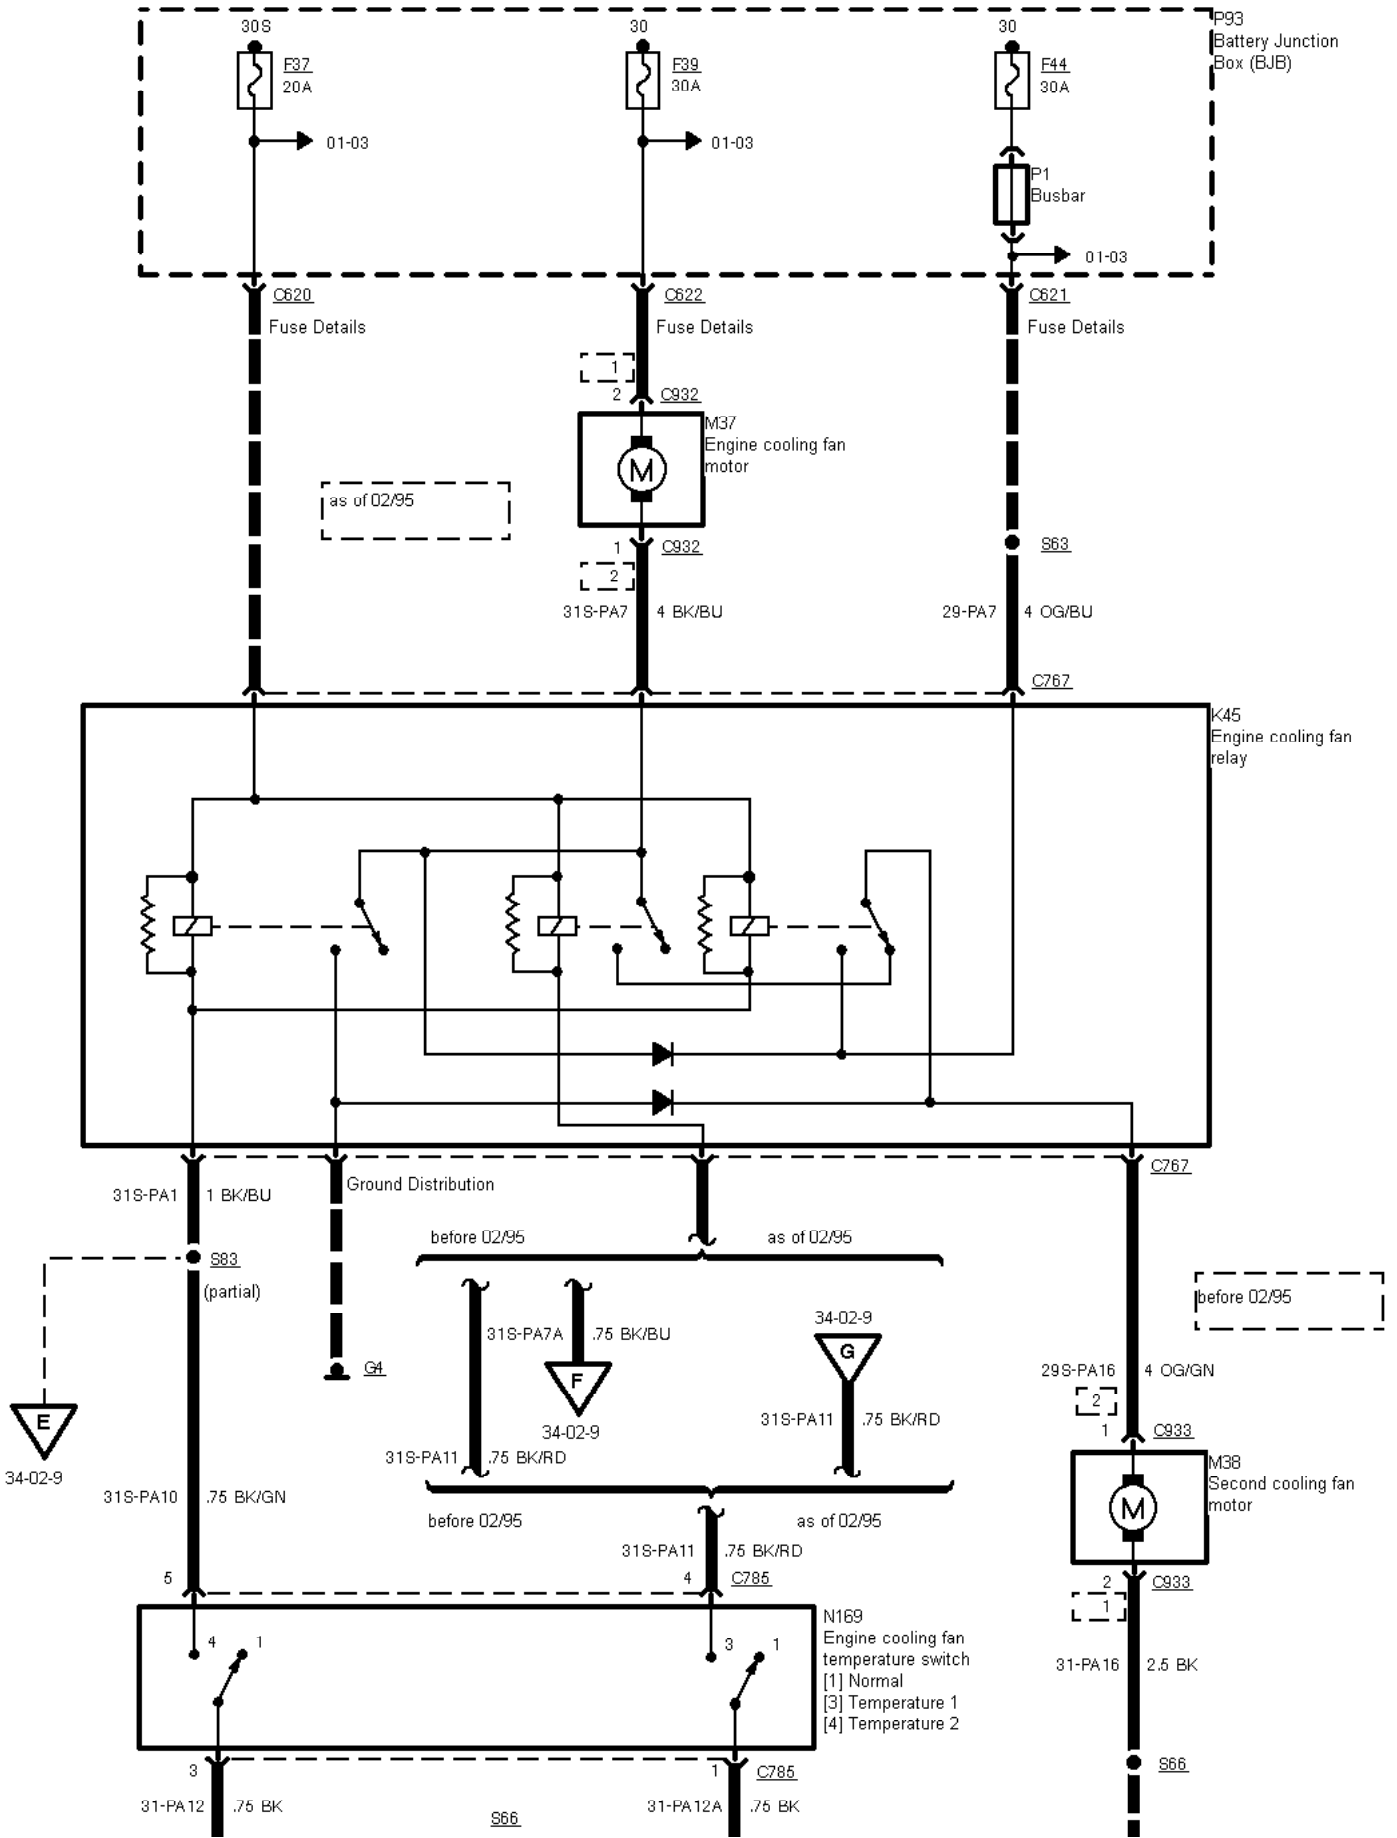 30S
30
30
P93
Battery Junction
Box (BJB)
F37
20A
F39
30A
F44
30A
01-03
01-03
P1
Busbar
01-03
C620
C622
C621
Fuse Details
Fuse Details
Fuse Details
1
2
C932
M37
Engine cooling fan
motor
M
as of 02/95
1
C932
2
S63
31S-PA7
4 BK/BU
29-PA7
4 OG/BU
C767
K45
Engine cooling fan
relay
C767
31S-PA1
1 BK/BU
Ground Distribution
before 02/95
as of 02/95
S83
(partial)
before 02/95
31S-PA7A
.75 BK/BU
34-02-9
G
G4
F
29S-PA16
4 OG/GN
2
E
34-02-9
31S-PA11
.75 BK/RD
1
C933
34-02-9
31S-PA11
.75 BK/RD
M38
Second cooling fan
motor
M
31S-PA10
.75 BK/GN
before 02/95
as of 02/95
31S-PA11
.75 BK/RD
5
4
C785
2
C933
1
N169
Engine cooling fan
temperature switch
[1] Normal
[3] Temperature 1
[4] Temperature 2
4
1
3
1
31-PA16
2.5 BK
3
1
C785
S66
31-PA12
.75 BK
S66
31-PA12A
.75 BK